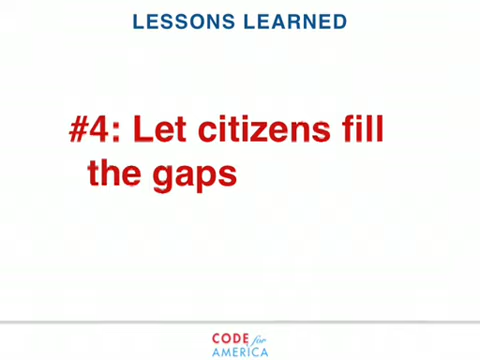 LESSONS LEARNED
#4: Let citizens fill
the gaps
CODE for
AMERICA